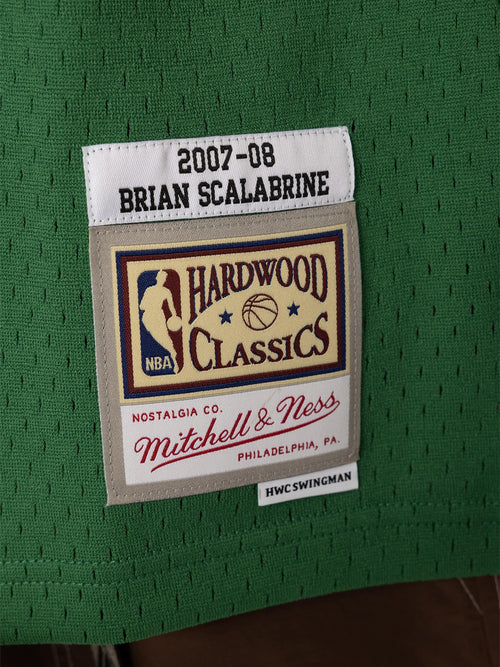 2007-08
BRIAN SCALABRINE
HARDWOOD
CLASSICS
NBA
NOSTALGIA CO.
Mitchell & Ness
PHILADELPHIA, PA.
HWC SWINGMAN